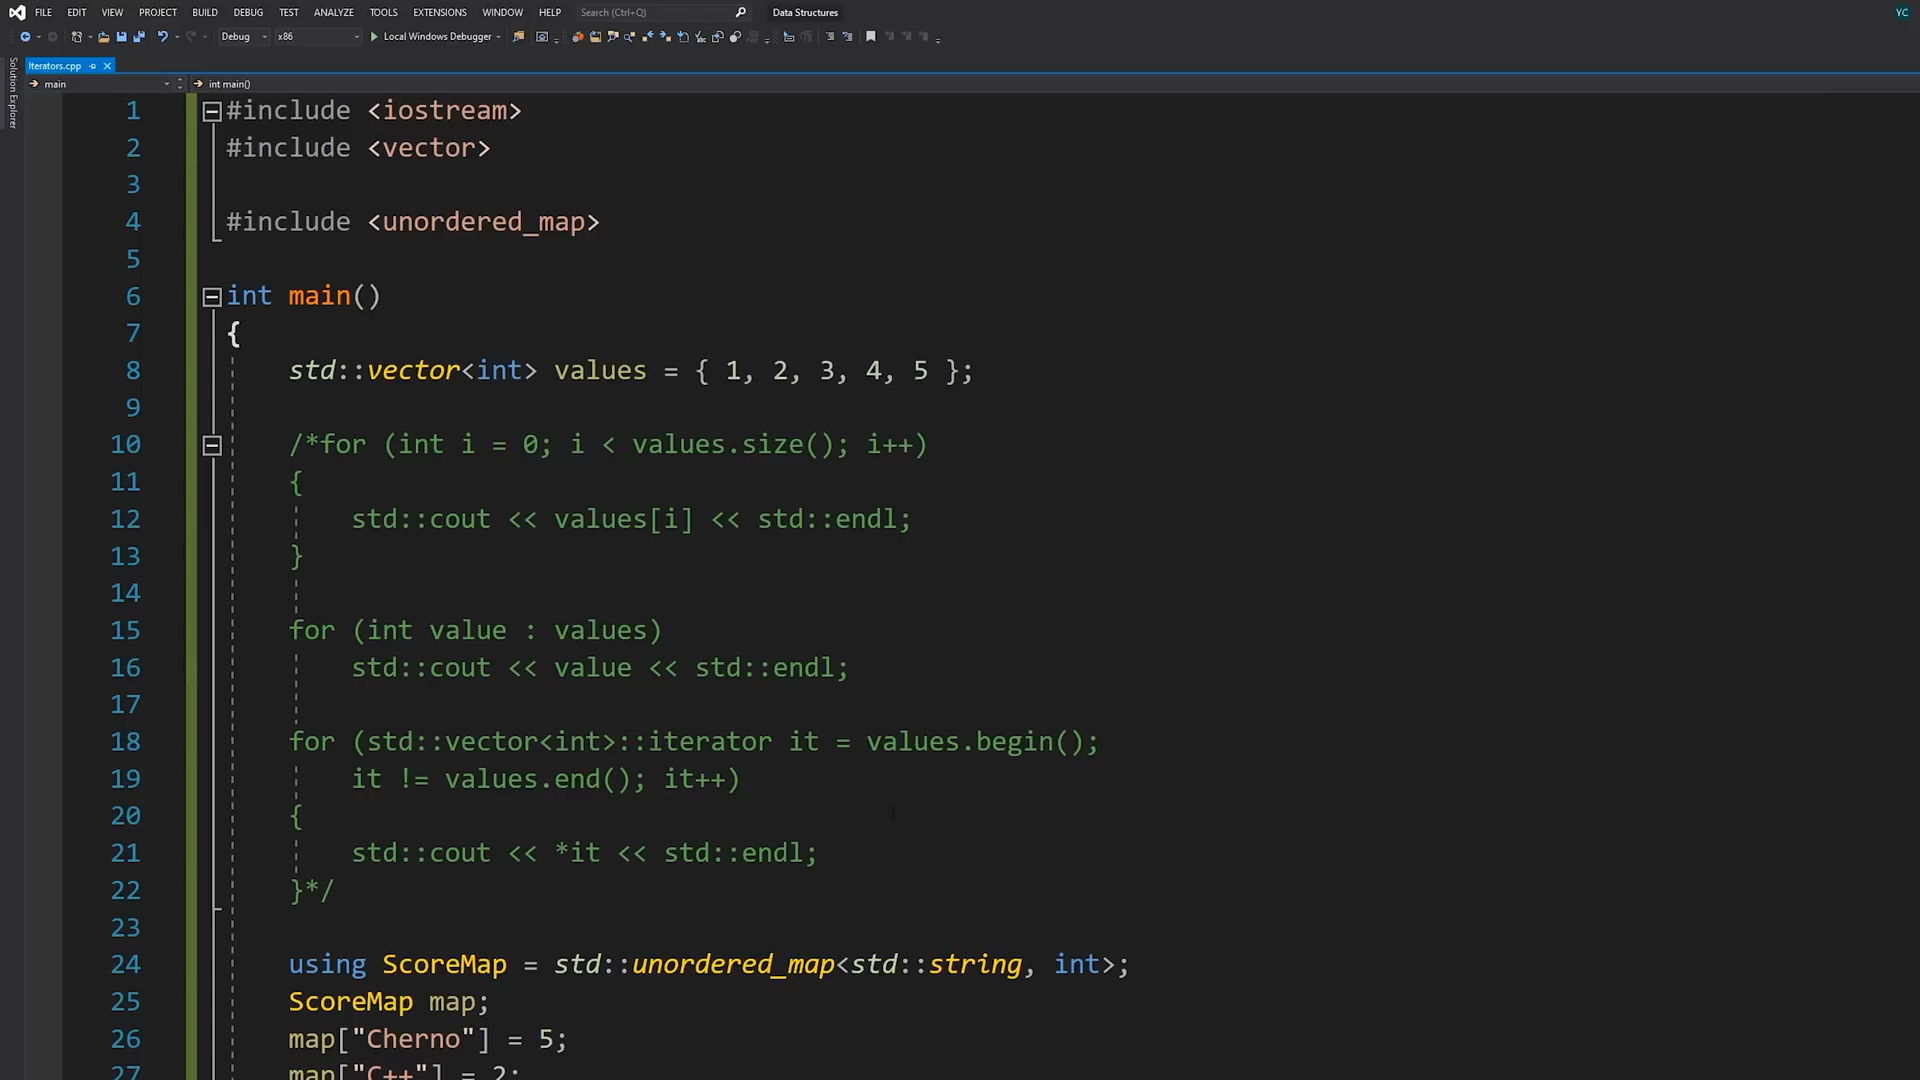 FILE EDIT VIEW PROJECT BUILD DEBUG TEST ANALYZE TOOLS EXTENSIONS WINDOW HELP Search (Ctrl+Q) Data Structures YC
Debug x86 Local Windows Debugger
Solution Explorer
Iterators.cpp
main int main()
1 #include <iostream>
2 #include <vector>
3
4 #include <unordered_map>
5
6 int main()
7 {
8 std::vector<int> values = { 1, 2, 3, 4, 5 };
9
10 /*for (int i = 0; i < values.size(); i++)
11 {
12 std::cout << values[i] << std::endl;
13 }
14
15 for (int value : values)
16 std::cout << value << std::endl;
17
18 for (std::vector<int>::iterator it = values.begin();
19 it != values.end(); it++)
20 {
21 std::cout << *it << std::endl;
22 }*/
23
24 using ScoreMap = std::unordered_map<std::string, int>;
25 ScoreMap map;
26 map["Cherno"] = 5;
27 map["C++"] = 2;